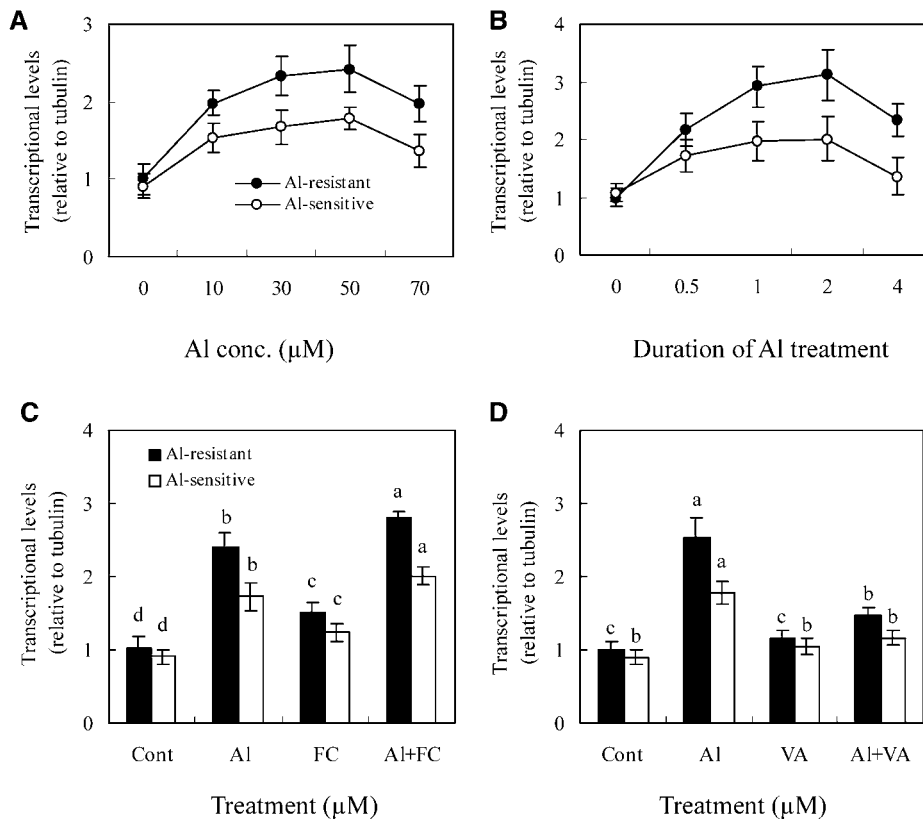 A
Transcriptional levels
(relative to tubulin)
3
2
1
0
Al-resistant
Al-sensitive
0 10 30 50 70
Al conc. (µM)
B
Transcriptional levels
(relative to tubulin)
4
3
2
1
0
0 0.5 1 2 4
Duration of Al treatment
C
Transcriptional levels
(relative to tubulin)
4
3
2
1
0
Al-resistant
Al-sensitive
d d b b c c a a
Cont Al FC Al+FC
Treatment (µM)
D
Transcriptional levels
(relative to tubulin)
4
3
2
1
0
c b a a c b b b
Cont Al VA Al+VA
Treatment (µM)